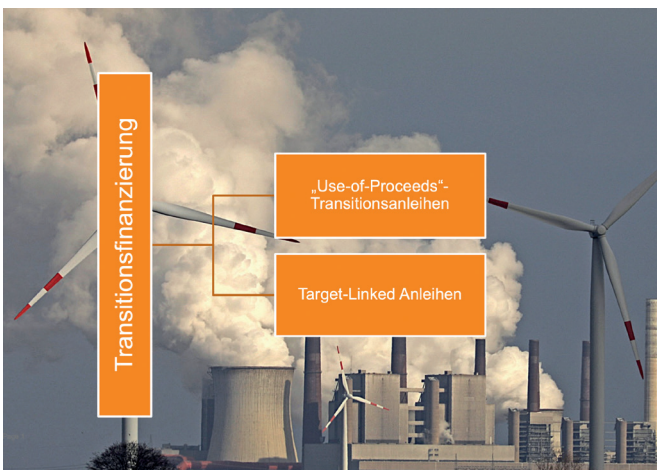 Transitionsfinanzierung
„Use-of-Proceeds“-
Transitionsanleihen
Target-Linked Anleihen